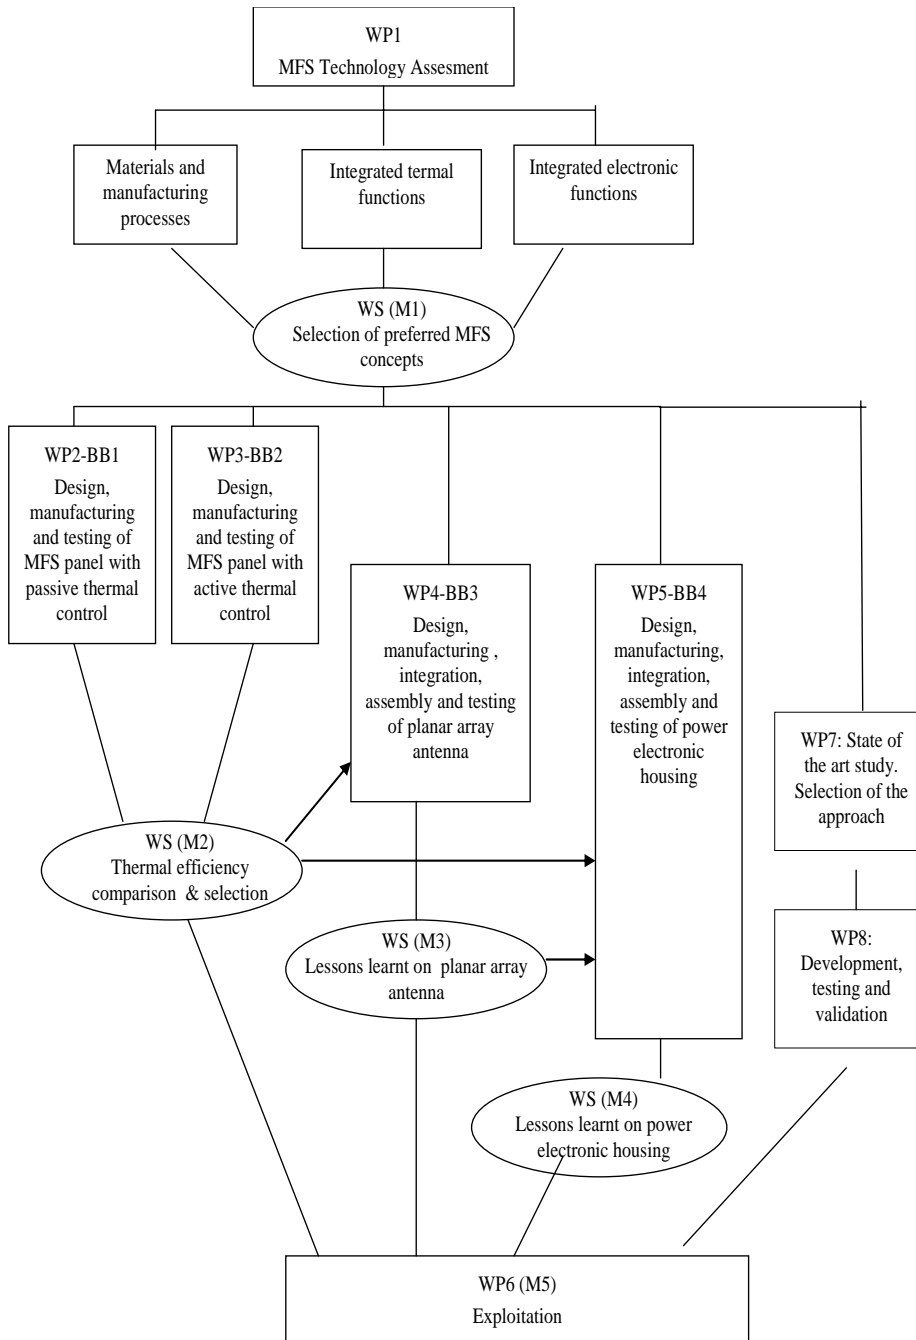 WP1
MFS Technology Assesment
Materials and
manufacturing
processes
Integrated termal
functions
Integrated electronic
functions
WS (M1)
Selection of preferred MFS
concepts
WP2-BB1
Design,
manufacturing
and testing of
MFS panel with
passive thermal
control
WP3-BB2
Design,
manufacturing
and testing of
MFS panel with
active thermal
control
WP4-BB3
Design,
manufacturing ,
integration,
assembly and testing
of planar array
antenna
WP5-BB4
Design,
manufacturing,
integration,
assembly and
testing of power
electronic
housing
WP7: State of
the art study.
Selection of the
approach
WS (M2)
Thermal efficiency
comparison & selection
WS (M3)
Lessons learnt on planar array
antenna
WP8:
Development,
testing and
validation
WS (M4)
Lessons learnt on power
electronic housing
WP6 (M5)
Exploitation